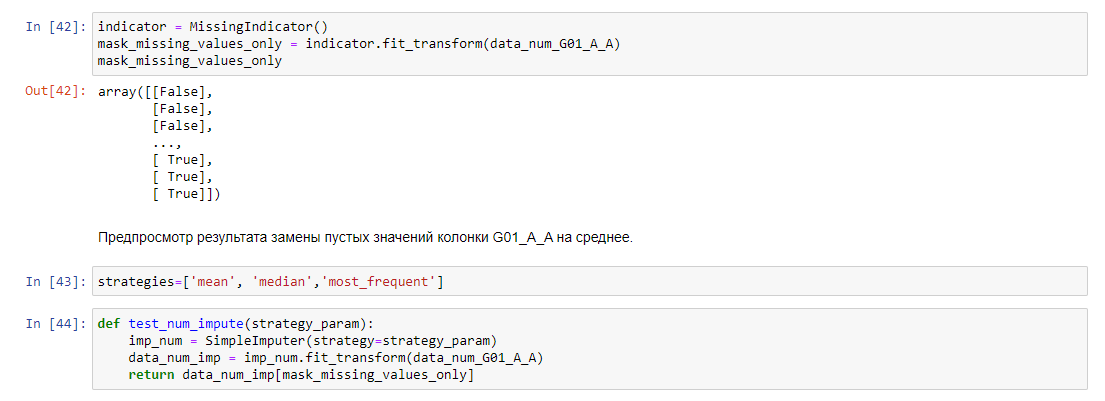 In [42]: indicator = MissingIndicator()
mask_missing_values_only = indicator.fit_transform(data_num_G01_A_A)
mask_missing_values_only
Out[42]: array([[False],
[False],
[False],
...,
[ True],
[ True],
[ True]])
Предпросмотр результата замены пустых значений колонки G01_A_A на среднее.
In [43]: strategies=['mean', 'median','most_frequent']
In [44]: def test_num_impute(strategy_param):
imp_num = SimpleImputer(strategy=strategy_param)
data_num_imp = imp_num.fit_transform(data_num_G01_A_A)
return data_num_imp[mask_missing_values_only]